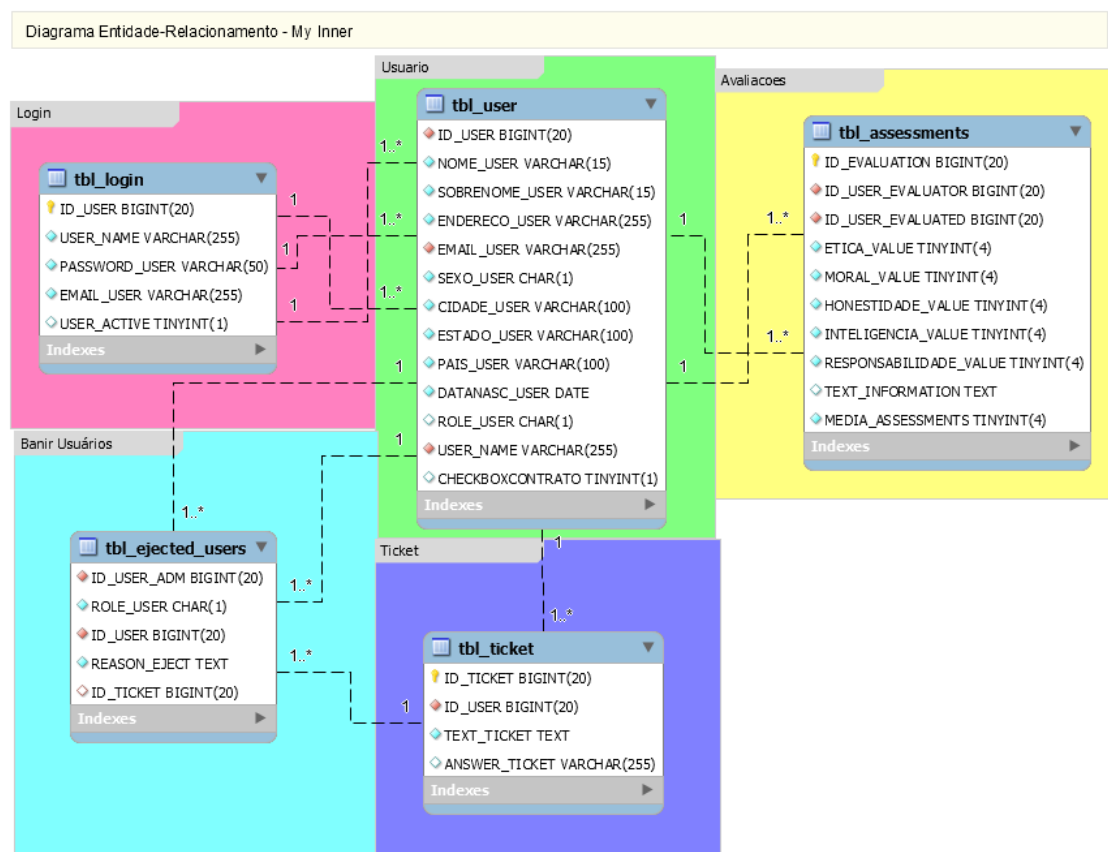 Diagrama Entidade-Relacionamento - My Inner
Login
tbl_login
ID_USER BIGINT(20)
USER_NAME VARCHAR(255)
PASSWORD_USER VARCHAR(50)
EMAIL_USER VARCHAR(255)
USER_ACTIVE TINYINT(1)
Indexes
1
1
1
1..*
1..*
1..*
Usuario
tbl_user
ID_USER BIGINT(20)
NOME_USER VARCHAR(15)
SOBRENOME_USER VARCHAR(15)
ENDERECO_USER VARCHAR(255)
EMAIL_USER VARCHAR(255)
SEXO_USER CHAR(1)
CIDADE_USER VARCHAR(100)
ESTADO_USER VARCHAR(100)
PAIS_USER VARCHAR(100)
DATANASC_USER DATE
ROLE_USER CHAR(1)
USER_NAME VARCHAR(255)
CHECKBOXCONTRATO TINYINT(1)
Indexes
1
1
1..*
1..*
Avaliacoes
tbl_assessments
ID_EVALUATION BIGINT(20)
ID_USER_EVALUATOR BIGINT(20)
ID_USER_EVALUATED BIGINT(20)
ETICA_VALUE TINYINT(4)
MORAL_VALUE TINYINT(4)
HONESTIDADE_VALUE TINYINT(4)
INTELIGENCIA_VALUE TINYINT(4)
RESPONSABILIDADE_VALUE TINYINT(4)
TEXT_INFORMATION TEXT
MEDIA_ASSESSMENTS TINYINT(4)
Indexes
Banir Usuários
1
1
1..*
tbl_ejected_users
ID_USER_ADM BIGINT(20)
ROLE_USER CHAR(1)
ID_USER BIGINT(20)
REASON_EJECT TEXT
ID_TICKET BIGINT(20)
Indexes
1..*
1..*
1
Ticket
1
1..*
tbl_ticket
ID_TICKET BIGINT(20)
ID_USER BIGINT(20)
TEXT_TICKET TEXT
ANSWER_TICKET VARCHAR(255)
Indexes